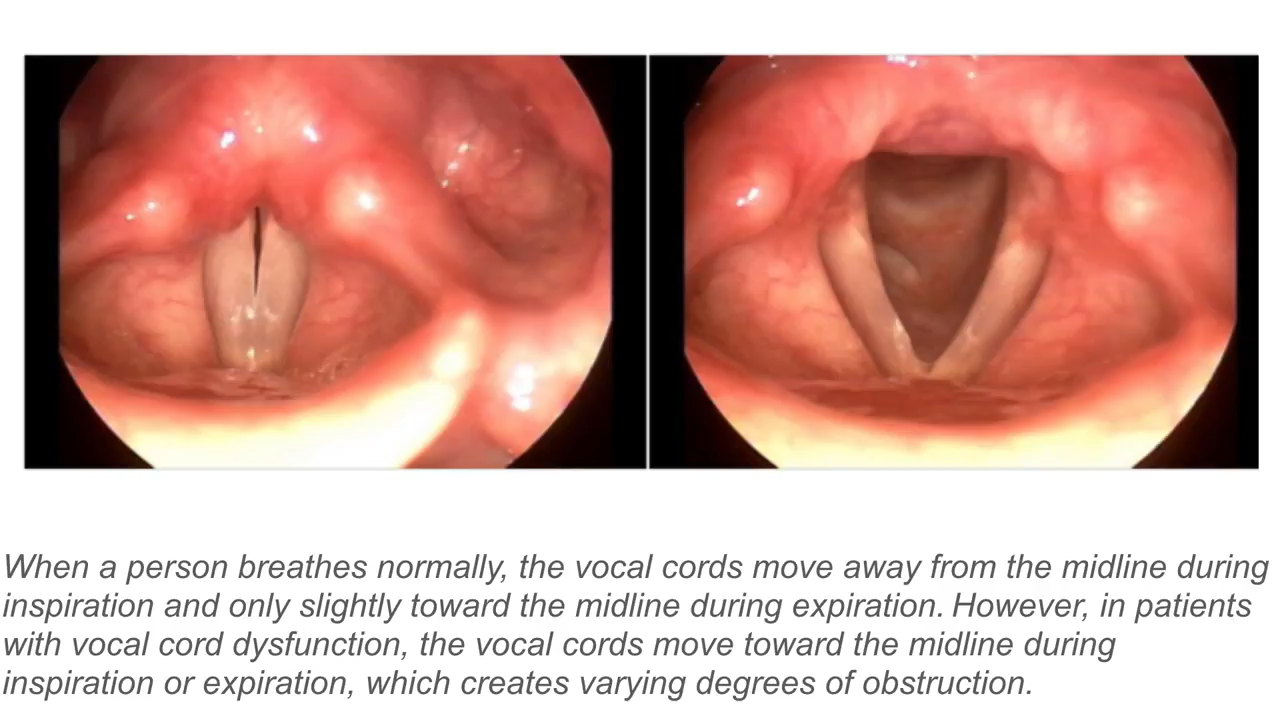 When a person breathes normally, the vocal cords move away from the midline during
inspiration and only slightly toward the midline during expiration. However, in patients
with vocal cord dysfunction, the vocal cords move toward the midline during
inspiration or expiration, which creates varying degrees of obstruction.